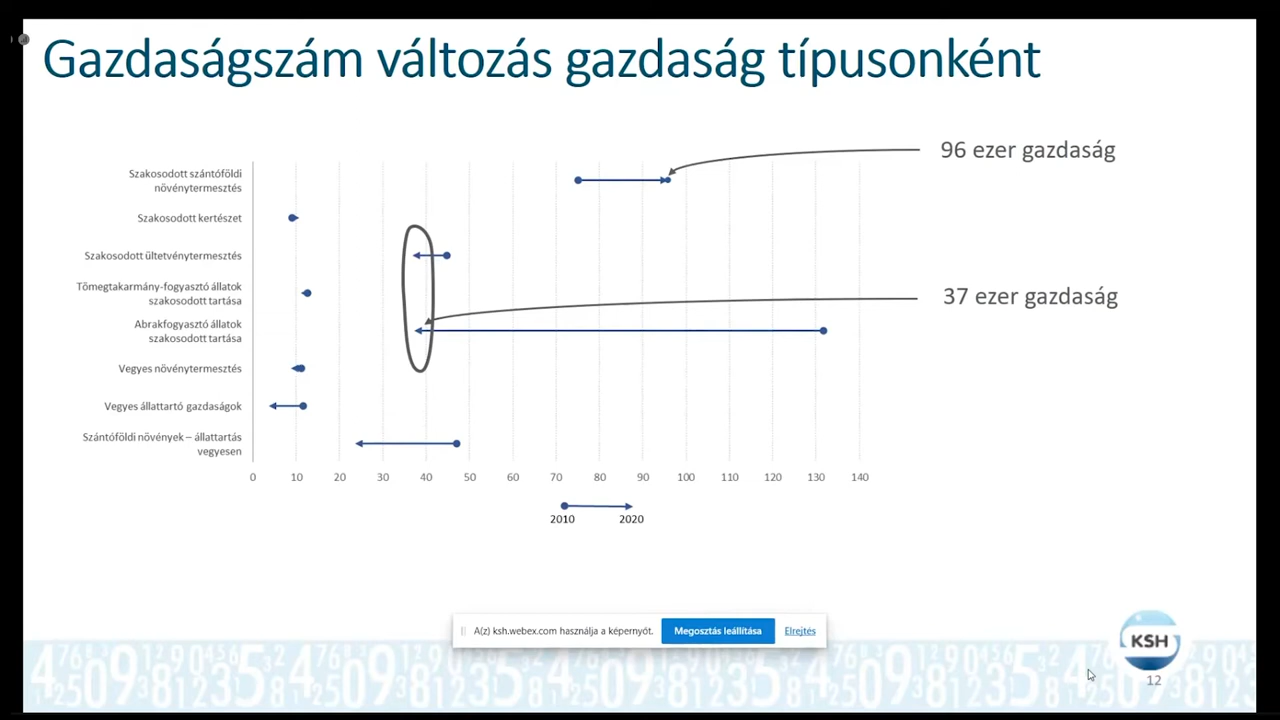 Gazdaságszám változás gazdaság típusonként
96 ezer gazdaság
Szakosodott szántóföldi
növénytermesztés
Szakosodott kertészet
Szakosodott ültetvénytermesztés
Tömegtakarmány-fogyasztó állatok
szakosodott tartása
37 ezer gazdaság
Abrakfogyasztó állatok
szakosodott tartása
Vegyes növénytermesztés
Vegyes állattartó gazdaságok
Szántóföldi növények – állattartás
vegyesen
0 10 20 30 40 50 60 70 80 90 100 110 120 130 140
2010 2020
A(z) ksh.webex.com használja a képernyőt. Megosztás leállítása Elrejtés
KSH
12